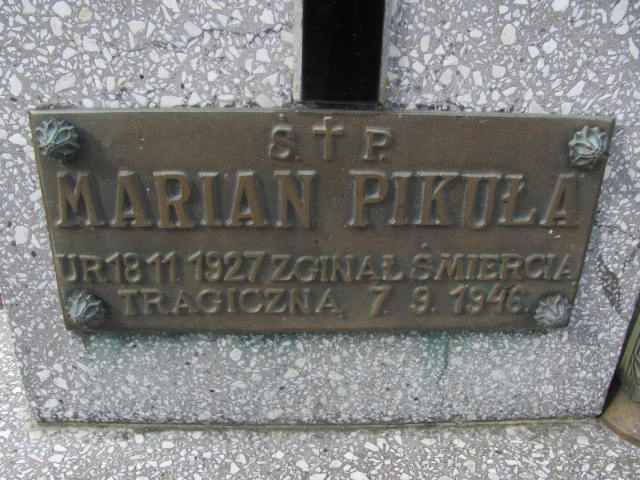 Ś. † P.
MARIAN PIKUŁA
UR 18 11 1927 ZGINĄŁ ŚMIERCIĄ
TRAGICZNĄ 7. 9. 1946.